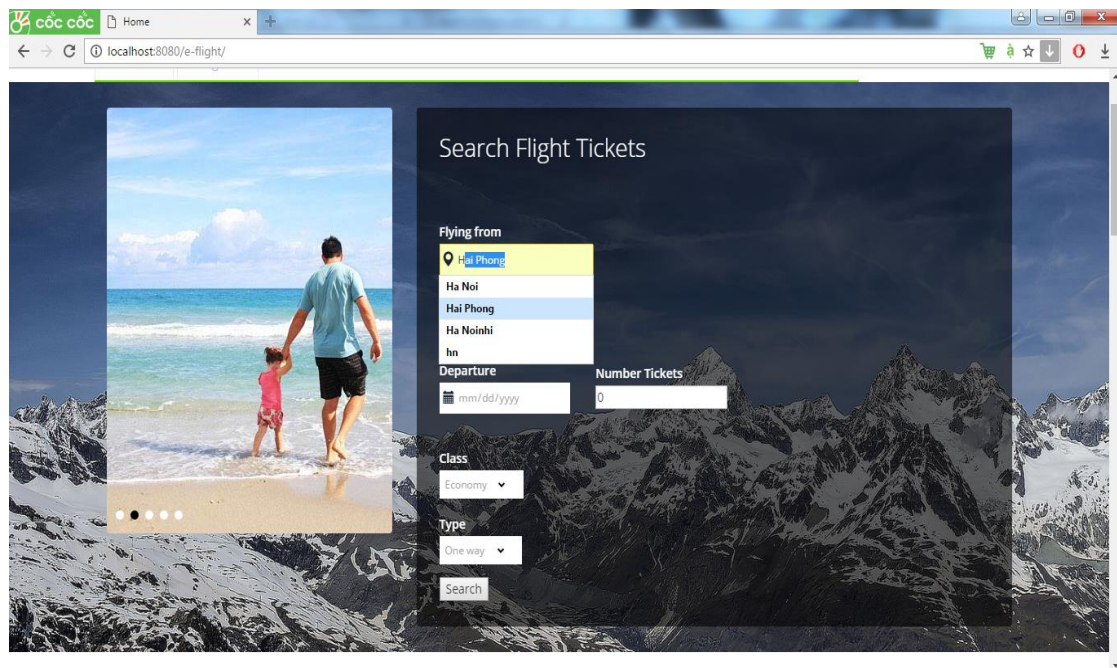 cốc cốc Home
localhost:8080/e-flight/
Search Flight Tickets
Flying from
Hai Phong
Ha Noi
Hai Phong
Ha Noinhi
hn
Departure Number Tickets
mm/dd/yyyy 0
Class
Economy
Type
One way
Search